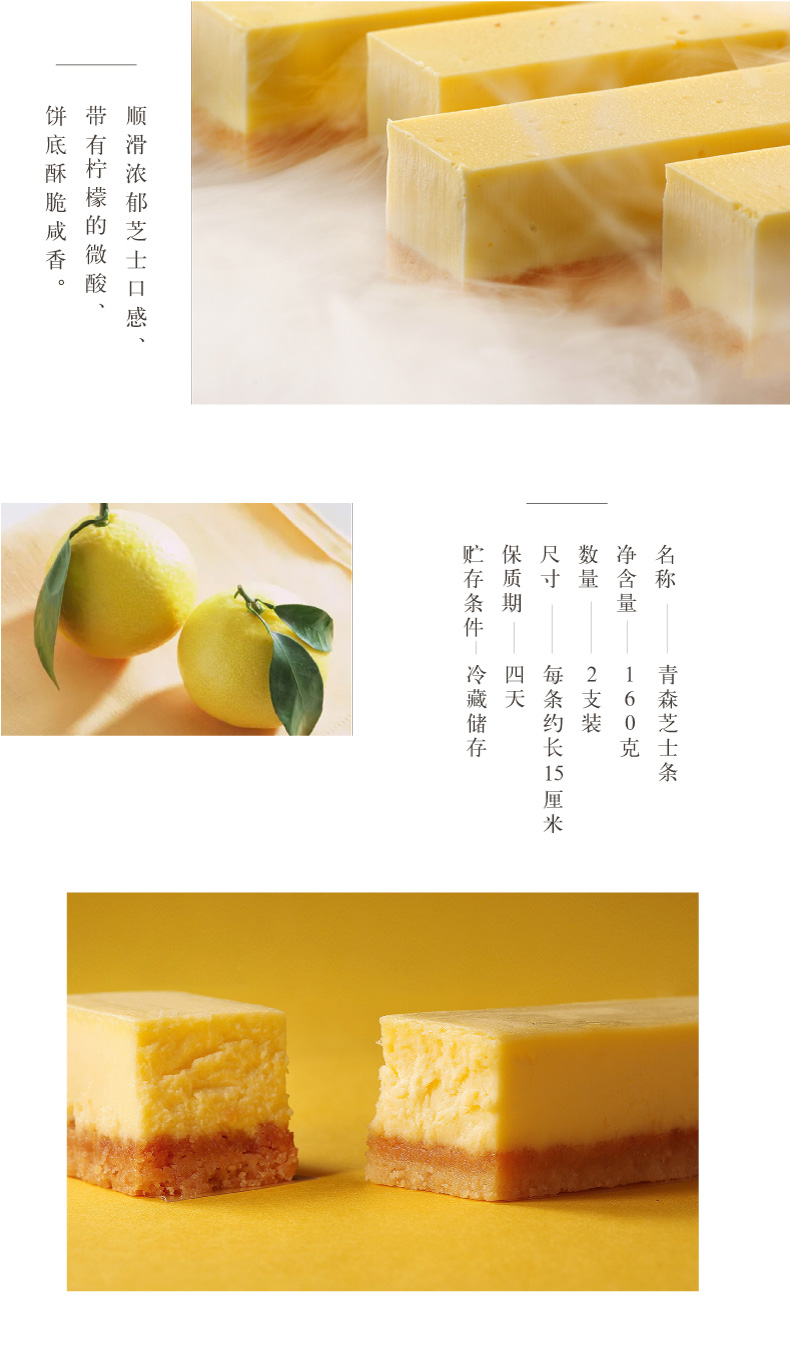 顺滑浓郁芝士口感、
带有柠檬的微酸、
饼底酥脆咸香。
名称 青森芝士条
净含量 160克
数量 2支装
尺寸 每条约长15厘米
保质期 四天
贮存条件 冷藏储存